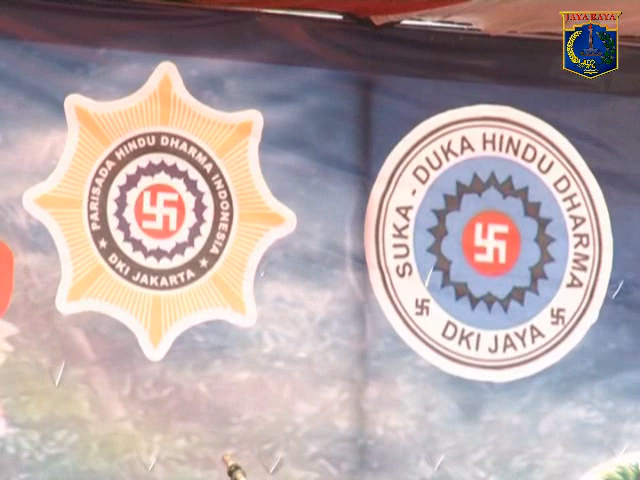 JAYA RAYA
PARISADA HINDU DHARMA INDONESIA
DKI JAKARTA
SUKA - DUKA HINDU DHARMA
DKI JAYA